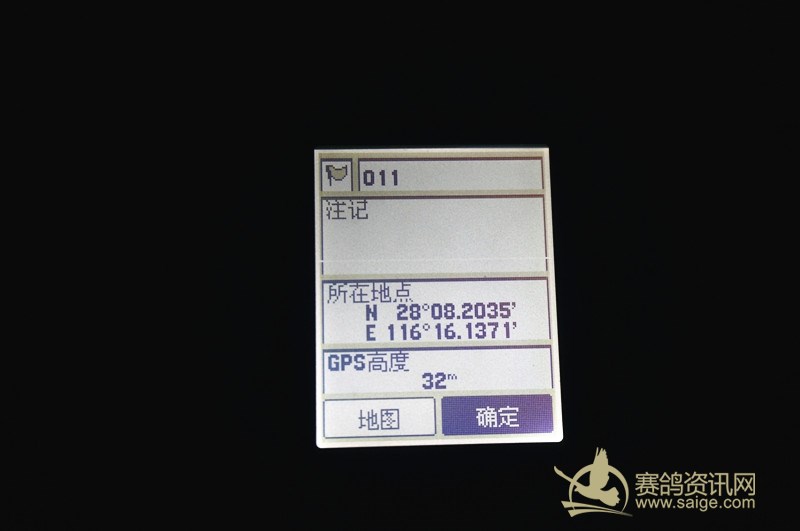 011
注记
所在地点
N 28°08.2035'
E 116°16.1371'
GPS高度
32m
地图 确定
赛鸽资讯网
www.saige.com